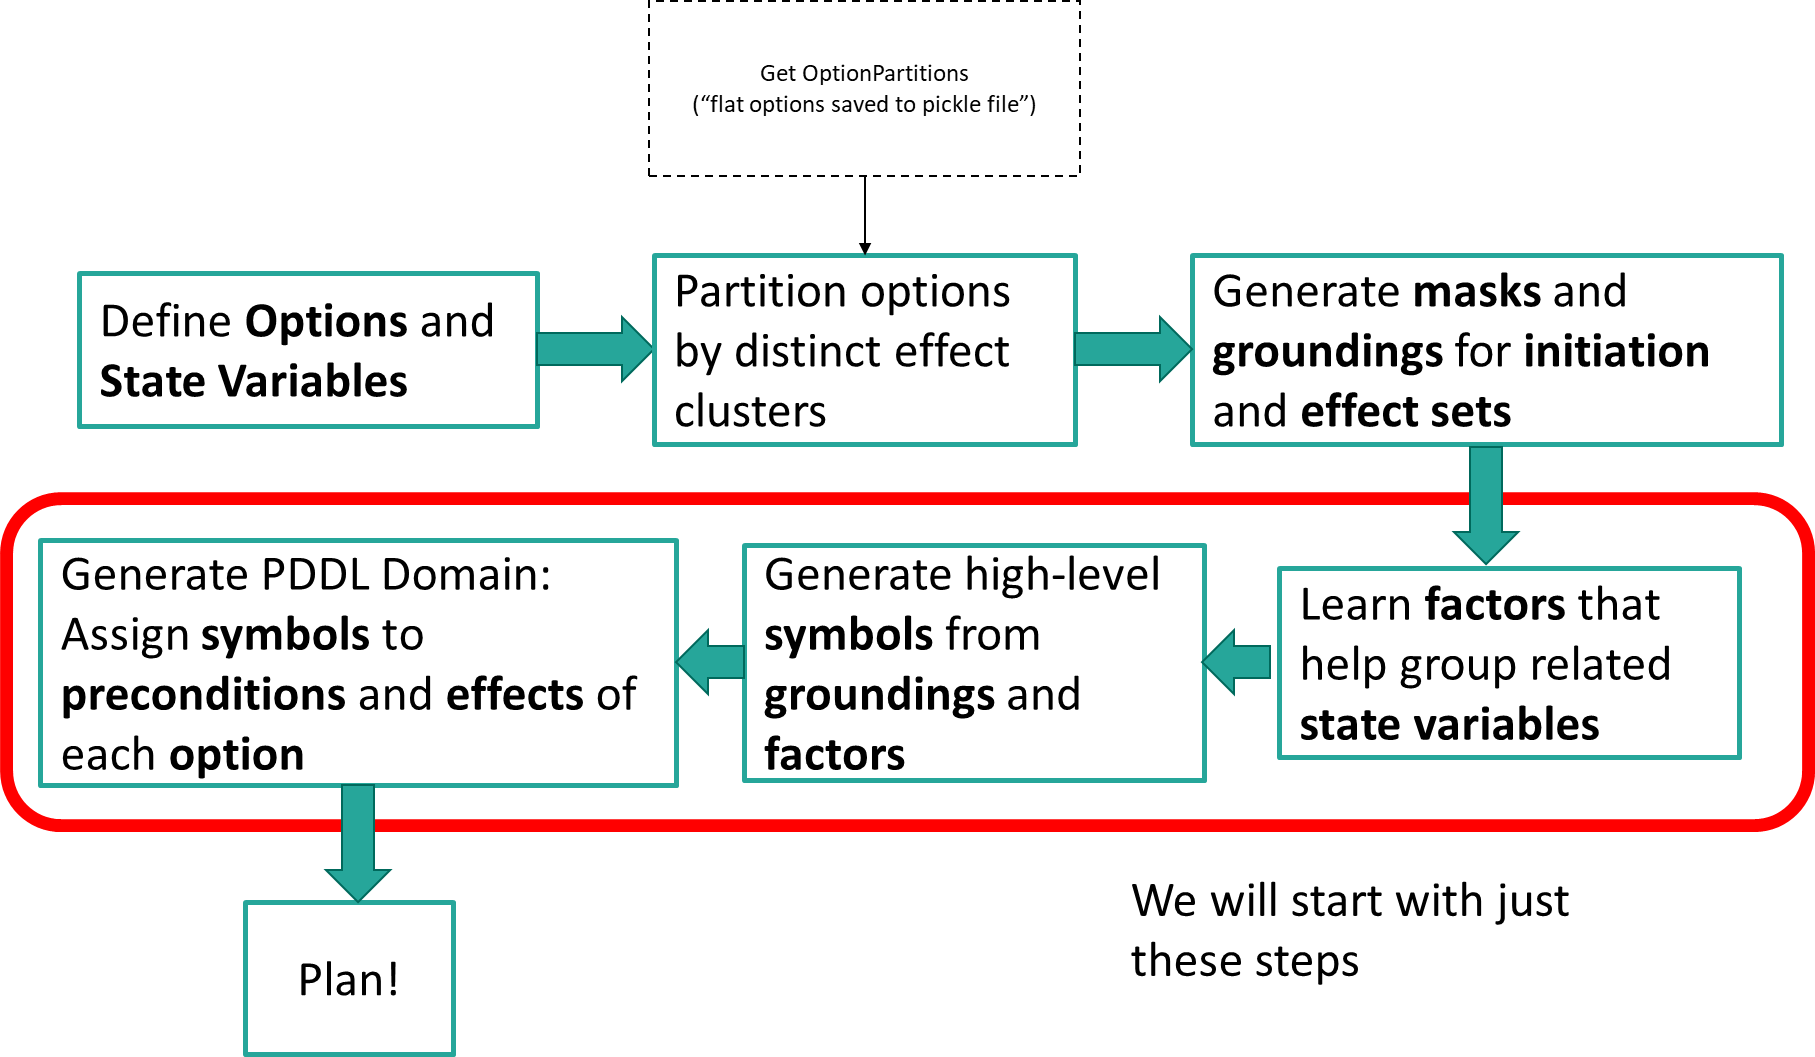 Get OptionPartitions
(“flat options saved to pickle file”)
Define Options and
State Variables
Partition options
by distinct effect
clusters
Generate masks and
groundings for initiation
and effect sets
Learn factors that
help group related
state variables
Generate high-level
symbols from
groundings and
factors
Generate PDDL Domain:
Assign symbols to
preconditions and effects of
each option
Plan!
We will start with just
these steps